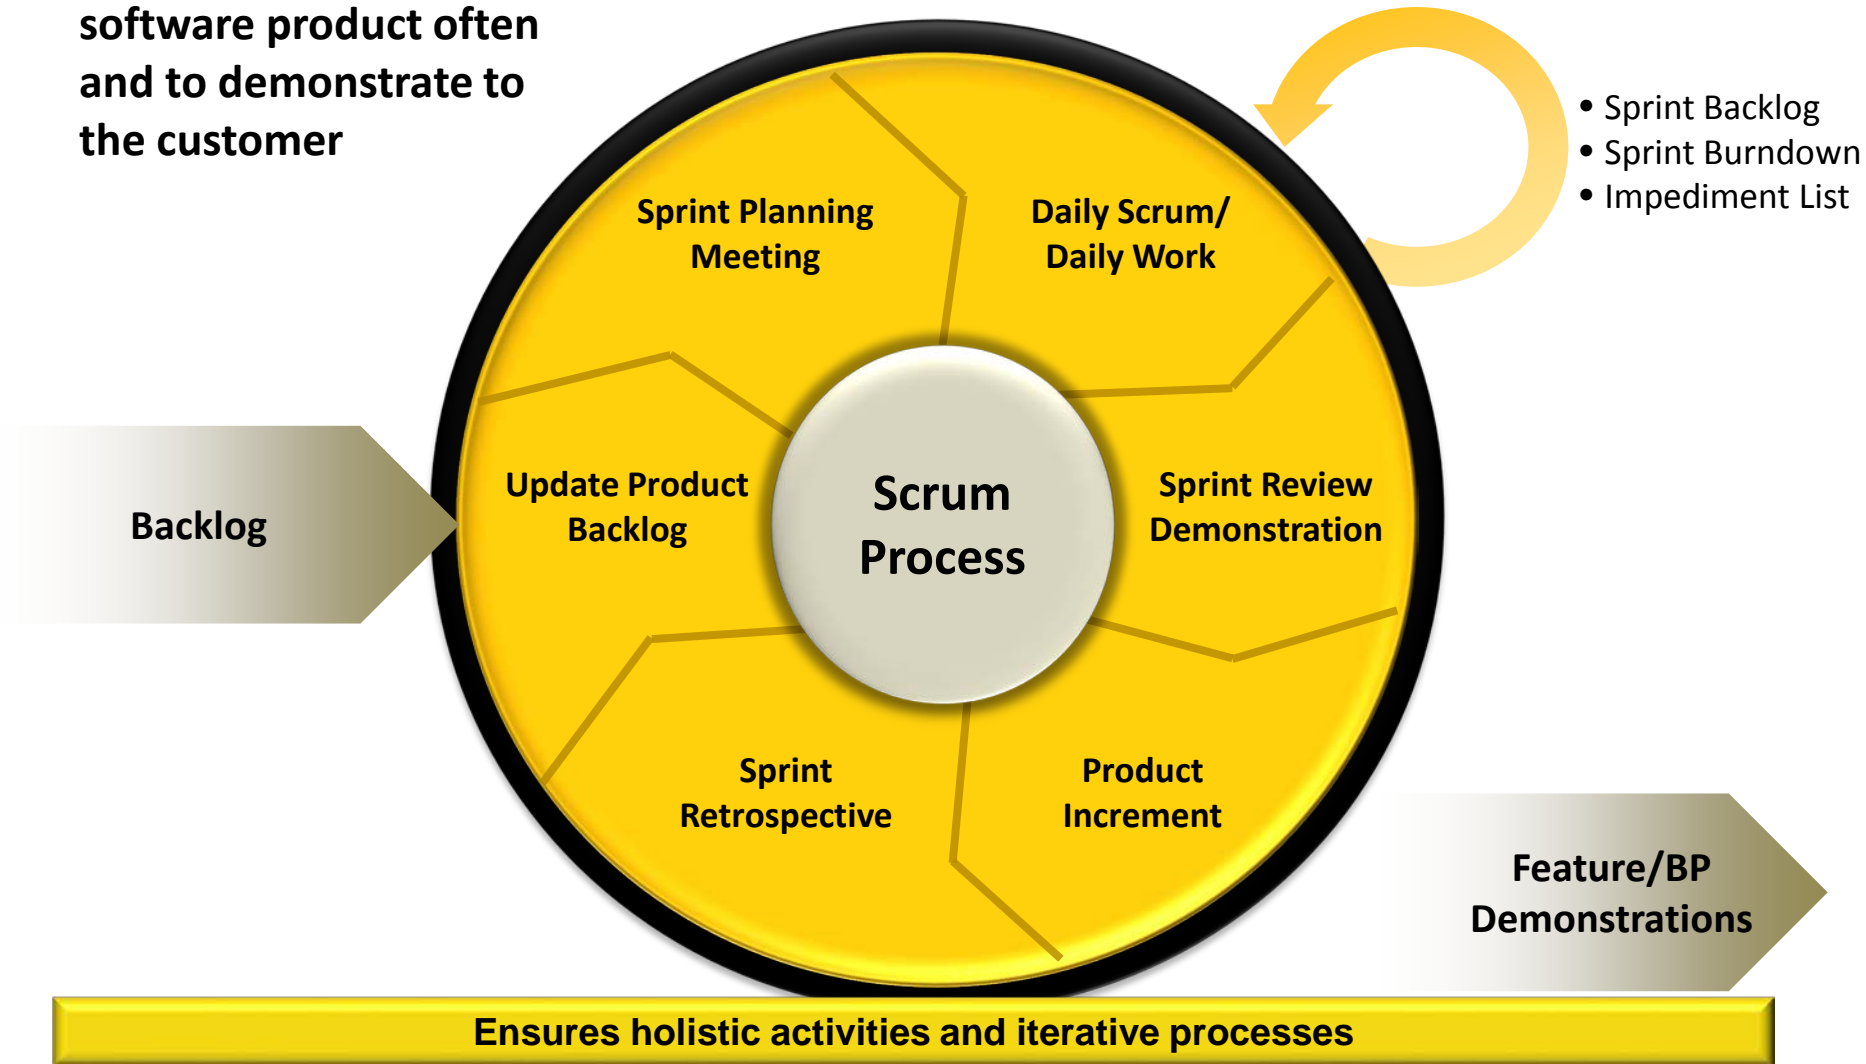 software product often
and to demonstrate to
the customer
• Sprint Backlog
• Sprint Burndown
• Impediment List
Sprint Planning
Meeting
Daily Scrum/
Daily Work
Update Product
Backlog
Scrum
Process
Sprint Review
Demonstration
Backlog
Sprint
Retrospective
Product
Increment
Feature/BP
Demonstrations
Ensures holistic activities and iterative processes